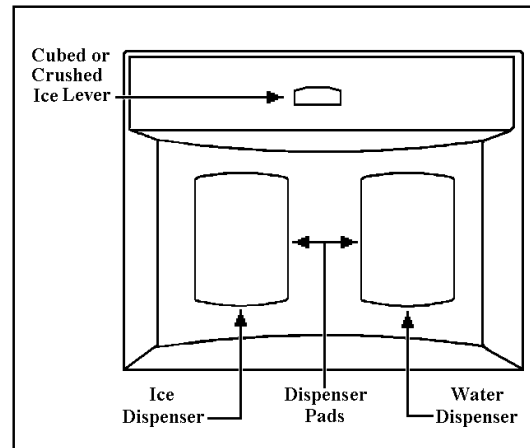 Cubed or
Crushed
Ice Lever
Ice
Dispenser
Dispenser
Pads
Water
Dispenser